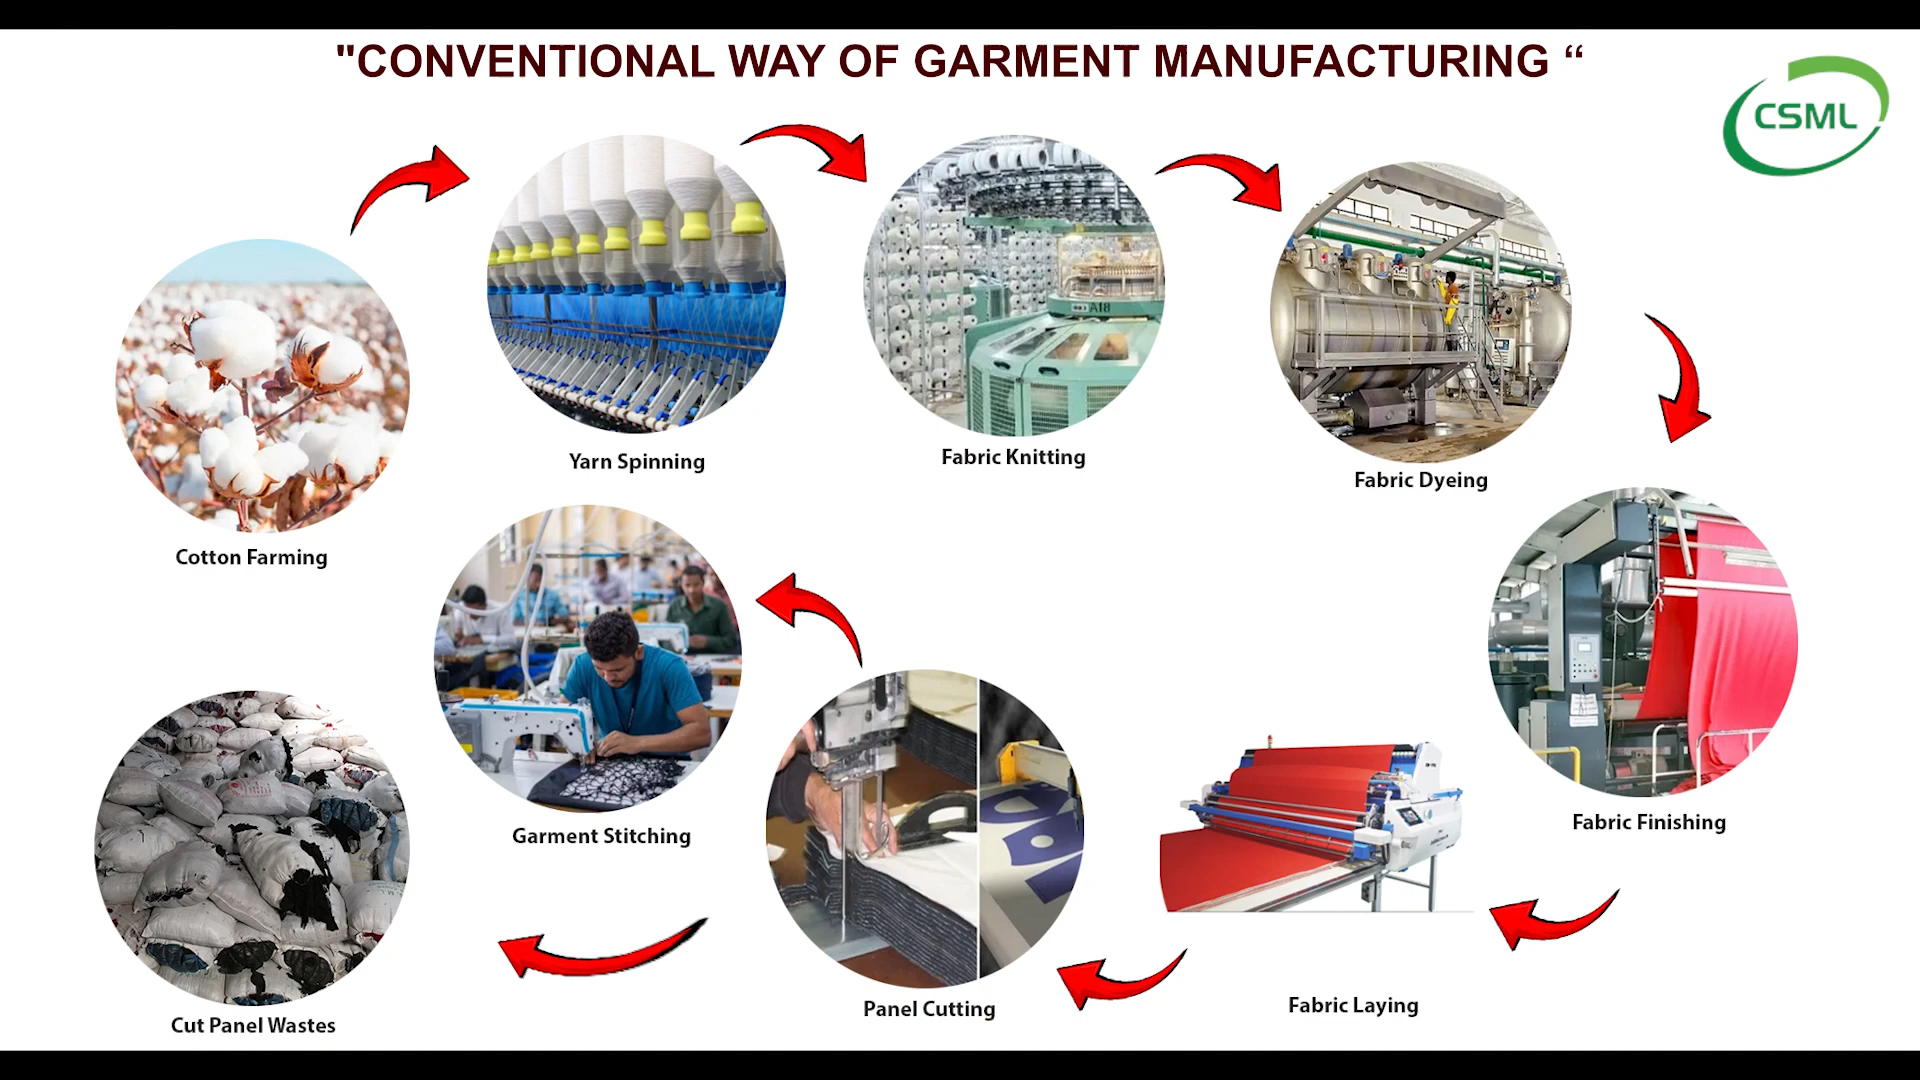 "CONVENTIONAL WAY OF GARMENT MANUFACTURING “
CSML
Yarn Spinning
Fabric Knitting
Fabric Dyeing
Cotton Farming
Garment Stitching
Fabric Finishing
Panel Cutting
Fabric Laying
Cut Panel Wastes
A18